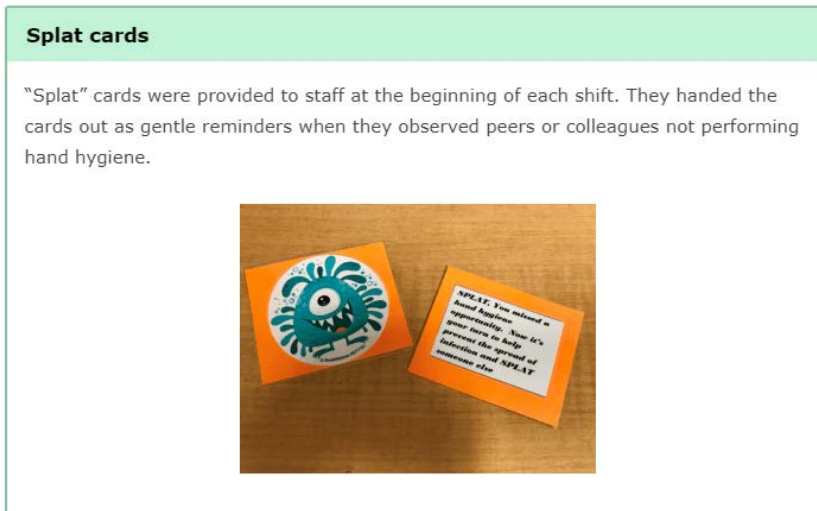 Splat cards
“Splat” cards were provided to staff at the beginning of each shift. They handed the
cards out as gentle reminders when they observed peers or colleagues not performing
hand hygiene.
SPLAT. You missed a
hand hygiene
opportunity. Now it's
your turn to help
prevent the spread of
infection and SPLAT
someone else